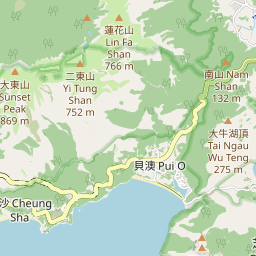 蓮花山
Lin Fa
Shan
766 m
二東山
Yi Tung
Shan
752 m
大東山
Sunset
Peak
869 m
南山 Nam
Shan
132 m
大牛湖頂
Tai Ngau
Wu Teng
275 m
貝澳 Pui O
沙 Cheung
Sha